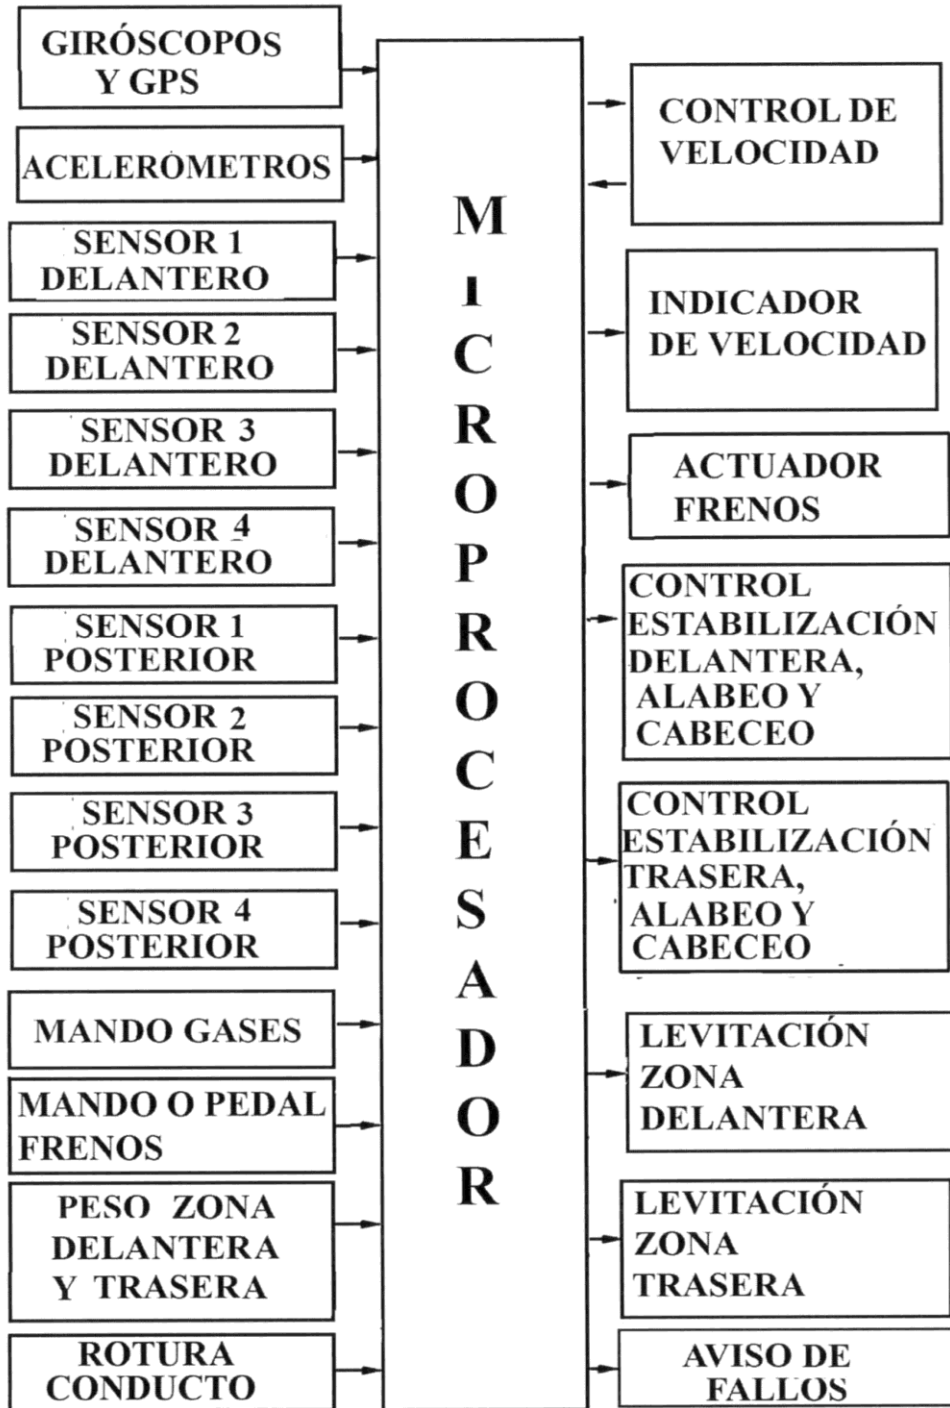 GIRÓSCOPOS
Y GPS
ACELERÓMETROS
SENSOR 1
DELANTERO
SENSOR 2
DELANTERO
SENSOR 3
DELANTERO
SENSOR 4
DELANTERO
SENSOR 1
POSTERIOR
SENSOR 2
POSTERIOR
SENSOR 3
POSTERIOR
SENSOR 4
POSTERIOR
MANDO GASES
MANDO O PEDAL
FRENOS
PESO ZONA
DELANTERA
Y TRASERA
ROTURA
CONDUCTO
MICROPROCESADOR
CONTROL DE
VELOCIDAD
INDICADOR
DE VELOCIDAD
ACTUADOR
FRENOS
CONTROL
ESTABILIZACIÓN
DELANTERA,
ALABEO Y
CABECEO
CONTROL
ESTABILIZACIÓN
TRASERA,
ALABEO Y
CABECEO
LEVITACIÓN
ZONA
DELANTERA
LEVITACIÓN
ZONA
TRASERA
AVISO DE
FALLOS